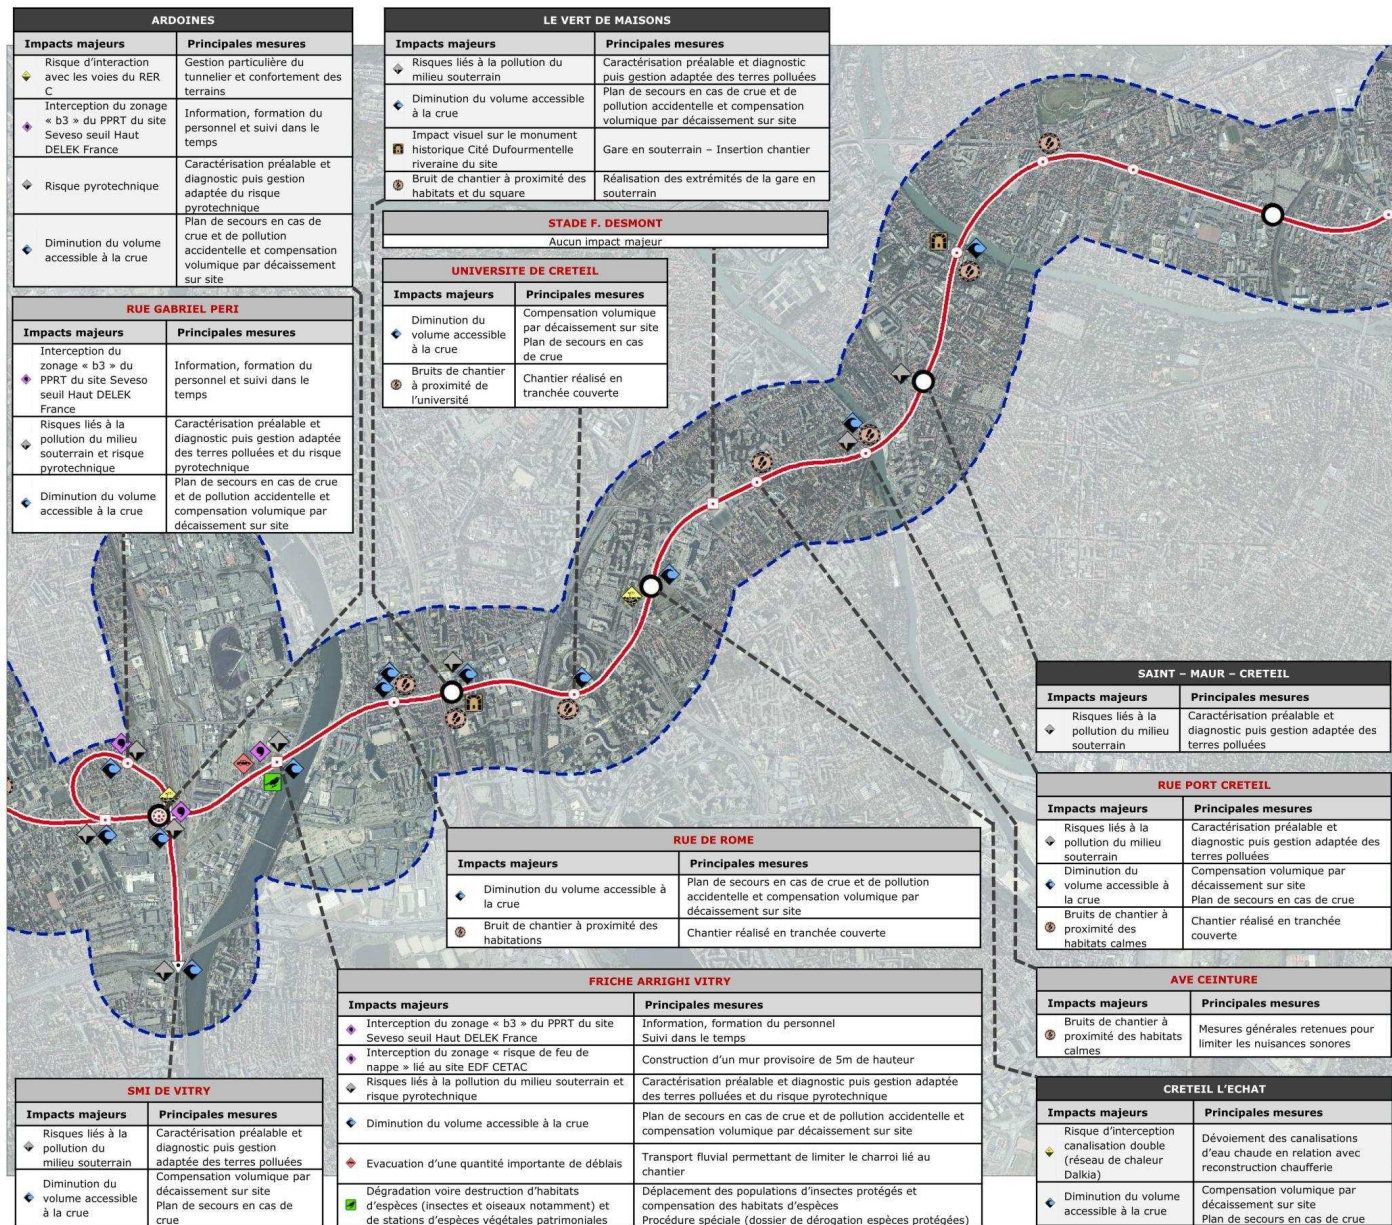 ARDOINES
Impacts majeurs
Principales mesures
Risque d'interaction
avec les voies du RER
C
Gestion particulière du
tunnelier et confortement des
terrains
Interception du zonage
« b3 » du PPRT du site
Seveso seuil Haut
DELEK France
Information, formation du
personnel et suivi dans le
temps
Risque pyrotechnique
Caractérisation préalable et
diagnostic puis gestion
adaptée du risque
pyrotechnique
Diminution du volume
accessible à la crue
Plan de secours en cas de
crue et de pollution
accidentelle et compensation
volumique par décaissement
sur site
LE VERT DE MAISONS
Impacts majeurs
Principales mesures
Risques liés à la pollution du
milieu souterrain
Caractérisation préalable et diagnostic
puis gestion adaptée des terres polluées
Diminution du volume accessible
à la crue
Plan de secours en cas de crue et de
pollution accidentelle et compensation
volumique par décaissement sur site
Impact visuel sur le monument
historique Cité Dufourmentelle
riveraine du site
Gare en souterrain – Insertion chantier
Bruit de chantier à proximité des
habitats et du square
Réalisation des extrémités de la gare en
souterrain
STADE F. DESMONT
Aucun impact majeur
UNIVERSITE DE CRETEIL
Impacts majeurs
Principales mesures
Diminution du
volume accessible
à la crue
Compensation volumique
par décaissement sur site
Plan de secours en cas
de crue
Bruits de chantier
à proximité de
l'université
Chantier réalisé en
tranchée couverte
RUE GABRIEL PERI
Impacts majeurs
Principales mesures
Interception du
zonage « b3 » du
PPRT du site Seveso
seuil Haut DELEK
France
Information, formation du
personnel et suivi dans le
temps
Risques liés à la
pollution du milieu
souterrain et risque
pyrotechnique
Caractérisation préalable et
diagnostic puis gestion adaptée
des terres polluées et du risque
pyrotechnique
Diminution du volume
accessible à la crue
Plan de secours en cas de crue
et de pollution accidentelle et
compensation volumique par
décaissement sur site
SAINT – MAUR – CRETEIL
Impacts majeurs
Principales mesures
Risques liés à la
pollution du milieu
souterrain
Caractérisation préalable et
diagnostic puis gestion adaptée des
terres polluées
RUE PORT CRETEIL
Impacts majeurs
Principales mesures
Risques liés à la
pollution du milieu
souterrain
Caractérisation préalable et
diagnostic puis gestion adaptée des
terres polluées
Diminution du
volume accessible à
la crue
Compensation volumique par
décaissement sur site
Plan de secours en cas de crue
Bruits de chantier à
proximité des
habitats calmes
Chantier réalisé en tranchée
couverte
RUE DE ROME
Impacts majeurs
Principales mesures
Diminution du volume accessible à
la crue
Plan de secours en cas de crue et de pollution
accidentelle et compensation volumique par
décaissement sur site
Bruit de chantier à proximité des
habitations
Chantier réalisé en tranchée couverte
AVE CEINTURE
Impacts majeurs
Principales mesures
Bruits de chantier à
proximité des habitats
calmes
Mesures générales retenues pour
limiter les nuisances sonores
FRICHE ARRIGHI VITRY
Impacts majeurs
Principales mesures
Interception du zonage « b3 » du PPRT du site
Seveso seuil Haut DELEK France
Information, formation du personnel
Suivi dans le temps
Interception du zonage « risque de feu de
nappe » lié au site EDF CETAC
Construction d'un mur provisoire de 5m de hauteur
Risques liés à la pollution du milieu souterrain et
risque pyrotechnique
Caractérisation préalable et diagnostic puis gestion adaptée
des terres polluées et du risque pyrotechnique
Diminution du volume accessible à la crue
Plan de secours en cas de crue et de pollution accidentelle et
compensation volumique par décaissement sur site
Evacuation d'une quantité importante de déblais
Transport fluvial permettant de limiter le charroi lié au
chantier
Dégradation voire destruction d'habitats
d'espèces (insectes et oiseaux notamment) et
de stations d'espèces végétales patrimoniales
Déplacement des populations d'insectes protégés et
compensation des habitats d'espèces
Procédure spéciale (dossier de dérogation espèces protégées)
SMI DE VITRY
Impacts majeurs
Principales mesures
Risques liés à la
pollution du
milieu souterrain
Caractérisation préalable et
diagnostic puis gestion
adaptée des terres polluées
Diminution du
volume accessible
à la crue
Compensation volumique par
décaissement sur site
Plan de secours en cas de
crue
CRETEIL L'ECHAT
Impacts majeurs
Principales mesures
Risque d'interception
canalisation double
(réseau de chaleur
Dalkia)
Dévoiement des canalisations
d'eau chaude en relation avec
reconstruction chaufferie
Diminution du volume
accessible à la crue
Compensation volumique par
décaissement sur site
Plan de secours en cas de crue